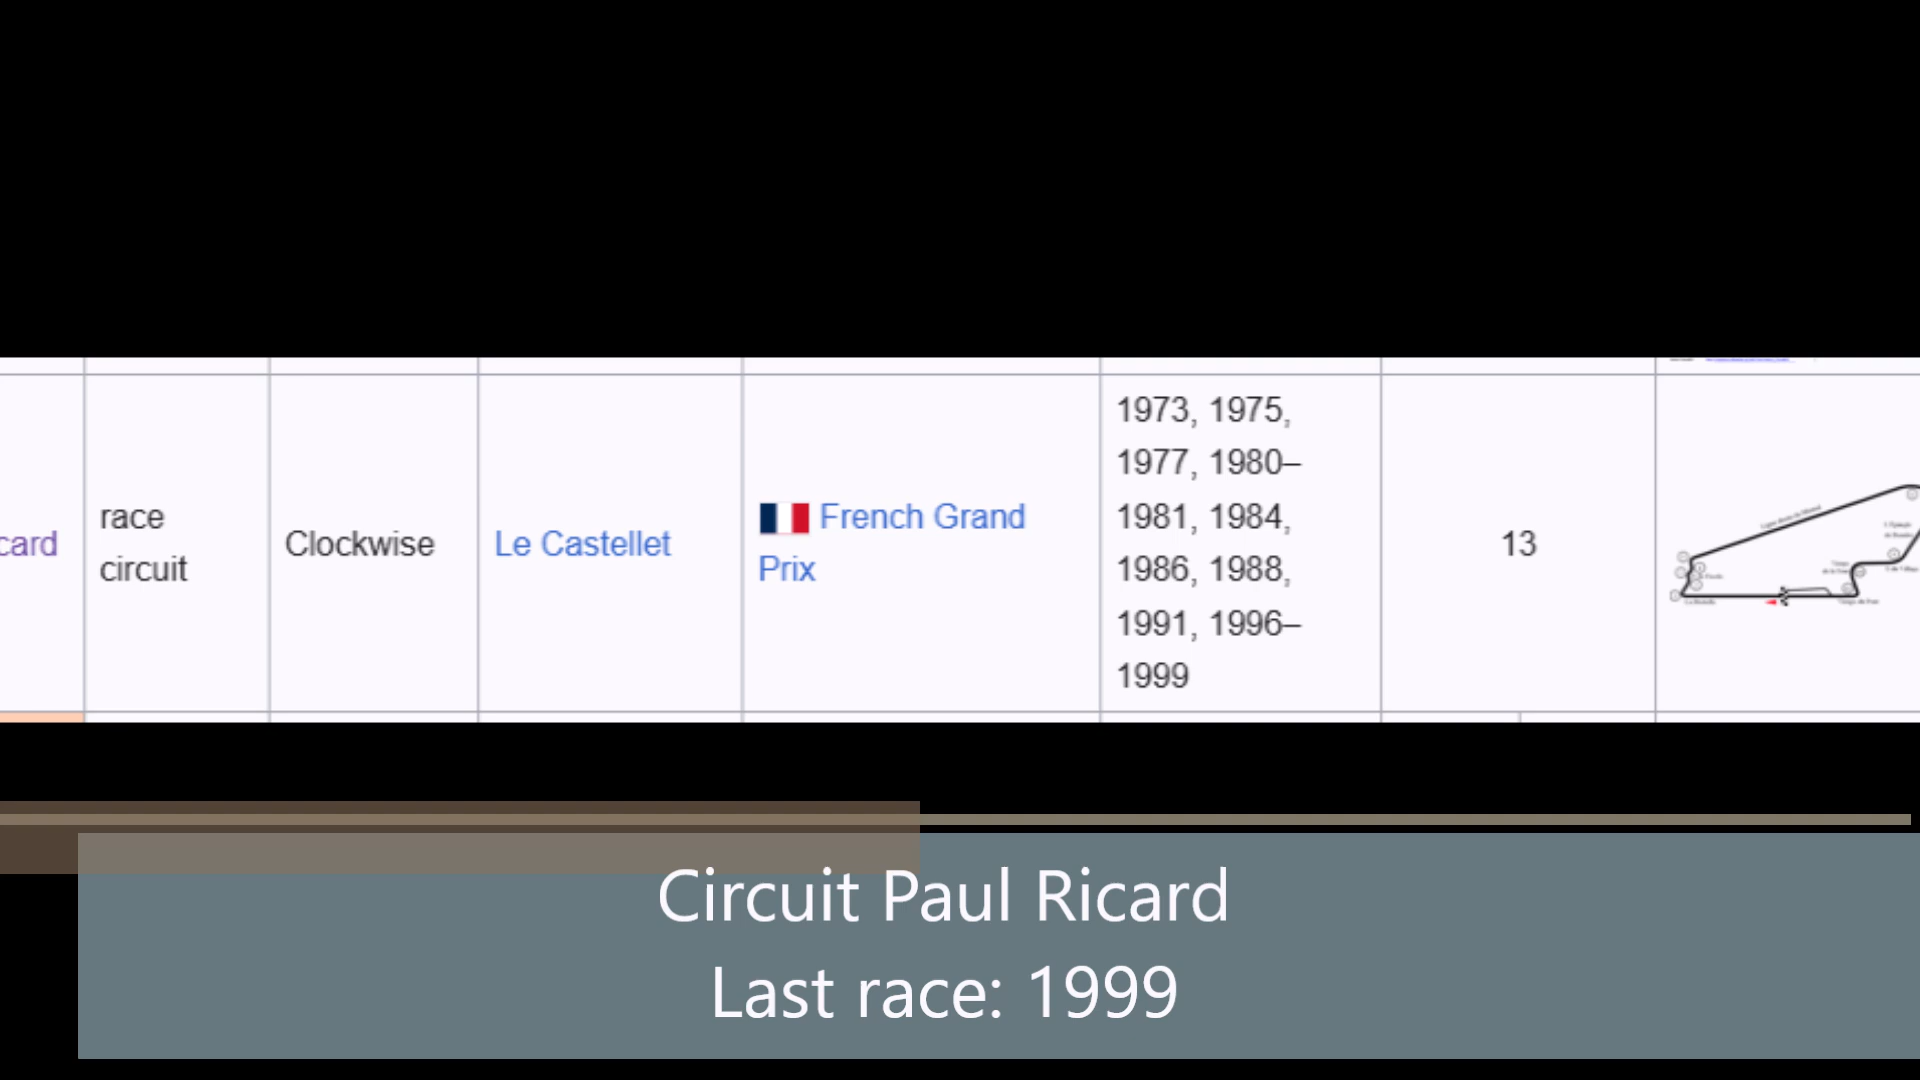 card
race
circuit
Clockwise
Le Castellet
French Grand
Prix
1973, 1975,
1977, 1980–
1981, 1984,
1986, 1988,
1991, 1996–
1999
13
Circuit Paul Ricard
Last race: 1999